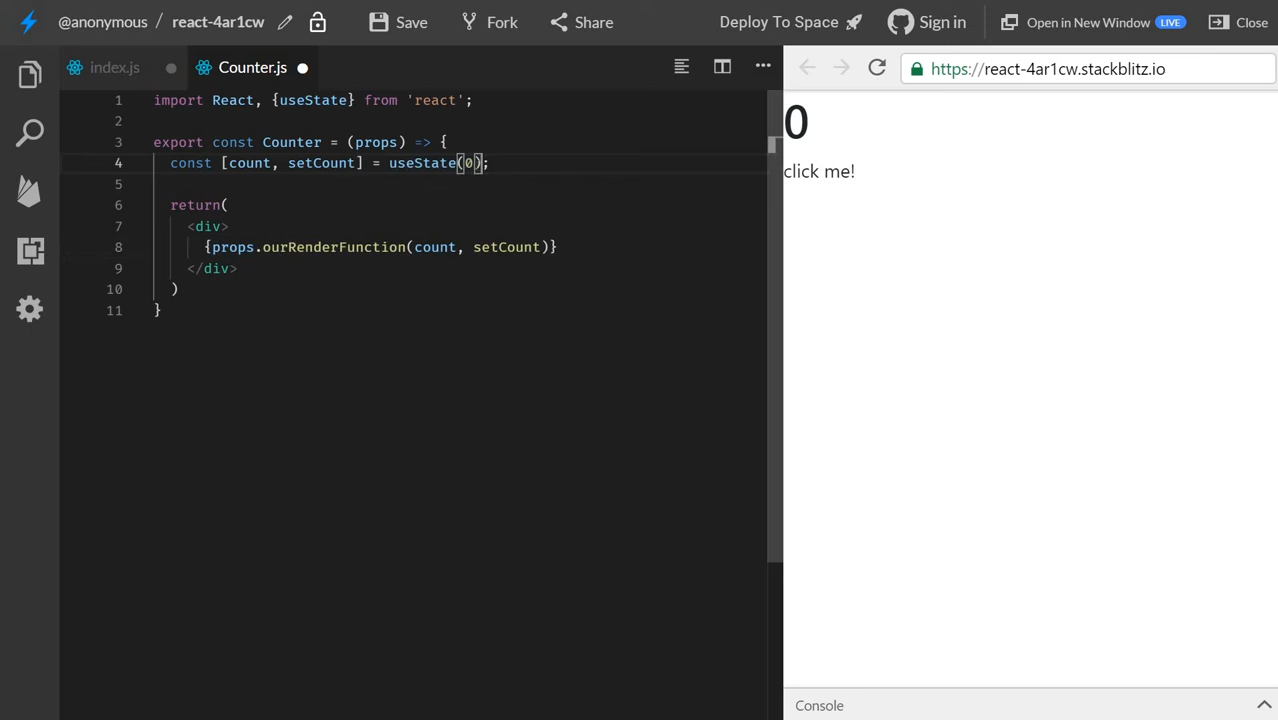 @anonymous / react-4ar1cw Save Fork Share Deploy To Space Sign in Open in New Window LIVE Close
index.js Counter.js
https://react-4ar1cw.stackblitz.io
1 import React, {useState} from 'react';
2
3 export const Counter = (props) => {
4 const [count, setCount] = useState(0);
5
6 return(
7 <div>
8 {props.ourRenderFunction(count, setCount)}
9 </div>
10 )
11 }
0
click me!
Console